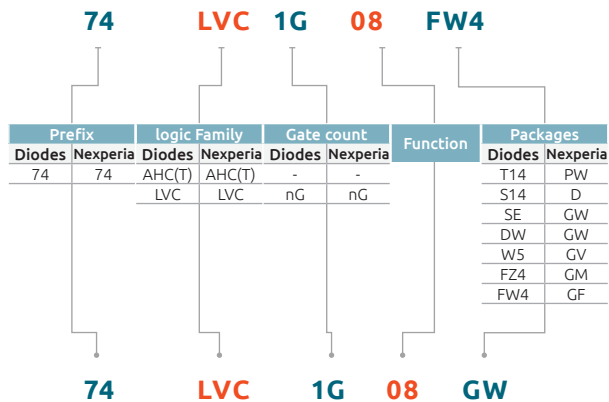 74 LVC 1G 08 FW4
Prefix logic Family Gate count Function Packages
Diodes Nexperia Diodes Nexperia Diodes Nexperia Diodes Nexperia
74 74 AHC(T) AHC(T) - - T14 PW
LVC LVC nG nG S14 D
SE GW
DW GW
W5 GV
FZ4 GM
FW4 GF
74 LVC 1G 08 GW